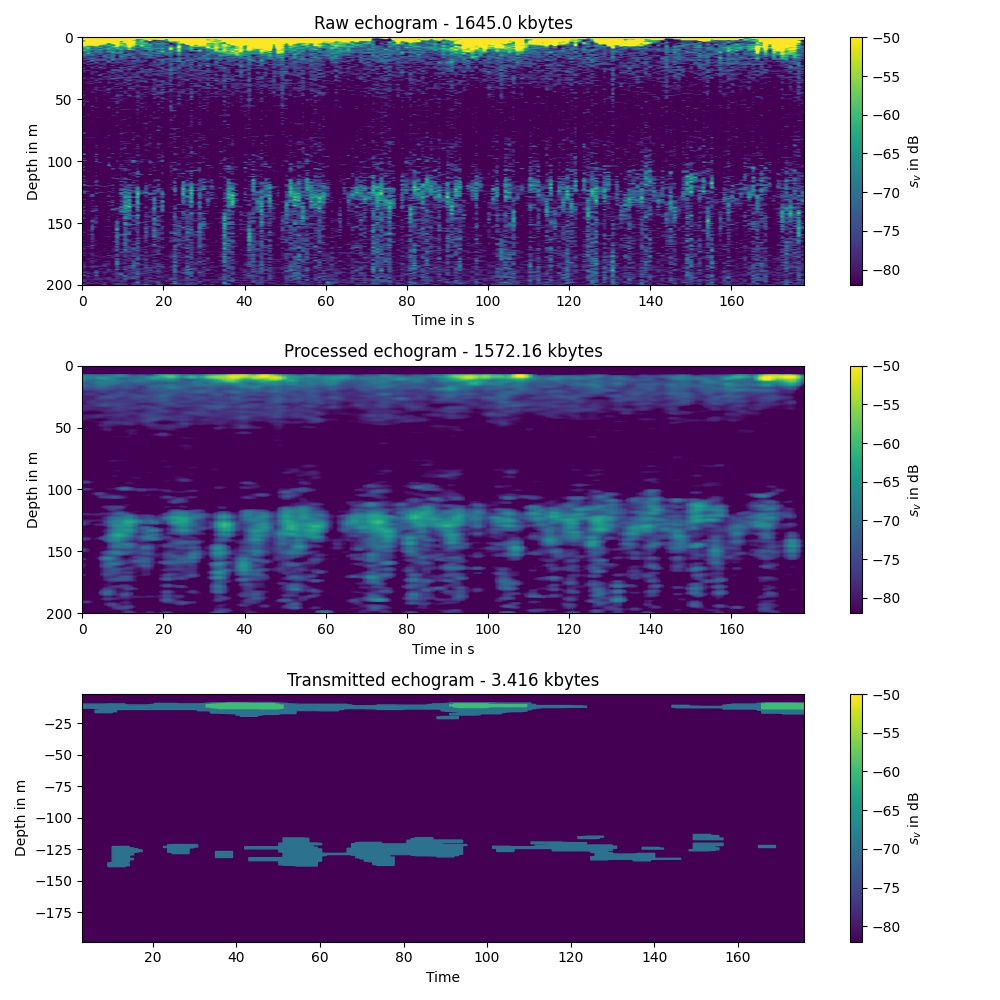 Raw echogram - 1645.0 kbytes
0
50
100
150
200
Depth in m
0 20 40 60 80 100 120 140 160
Time in s
−50
−55
−60
−65
−70
−75
−80
sv in dB
Processed echogram - 1572.16 kbytes
0
50
100
150
200
Depth in m
0 20 40 60 80 100 120 140 160
Time in s
−50
−55
−60
−65
−70
−75
−80
sv in dB
Transmitted echogram - 3.416 kbytes
−25
−50
−75
−100
−125
−150
−175
Depth in m
20 40 60 80 100 120 140 160
Time
−50
−55
−60
−65
−70
−75
−80
sv in dB